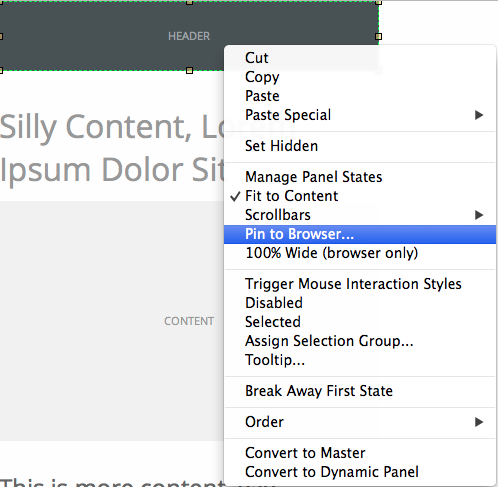 HEADER
Cut
Copy
Paste
Paste Special
Silly Content, Lorem
Set Hidden
Ipsum Dolor Sit
Manage Panel States
Fit to Content
Scrollbars
Pin to Browser...
100% Wide (browser only)
Trigger Mouse Interaction Styles
Disabled
CONTENT
Selected
Assign Selection Group...
Tooltip...
Break Away First State
Order
Convert to Master
Convert to Dynamic Panel
This is more content